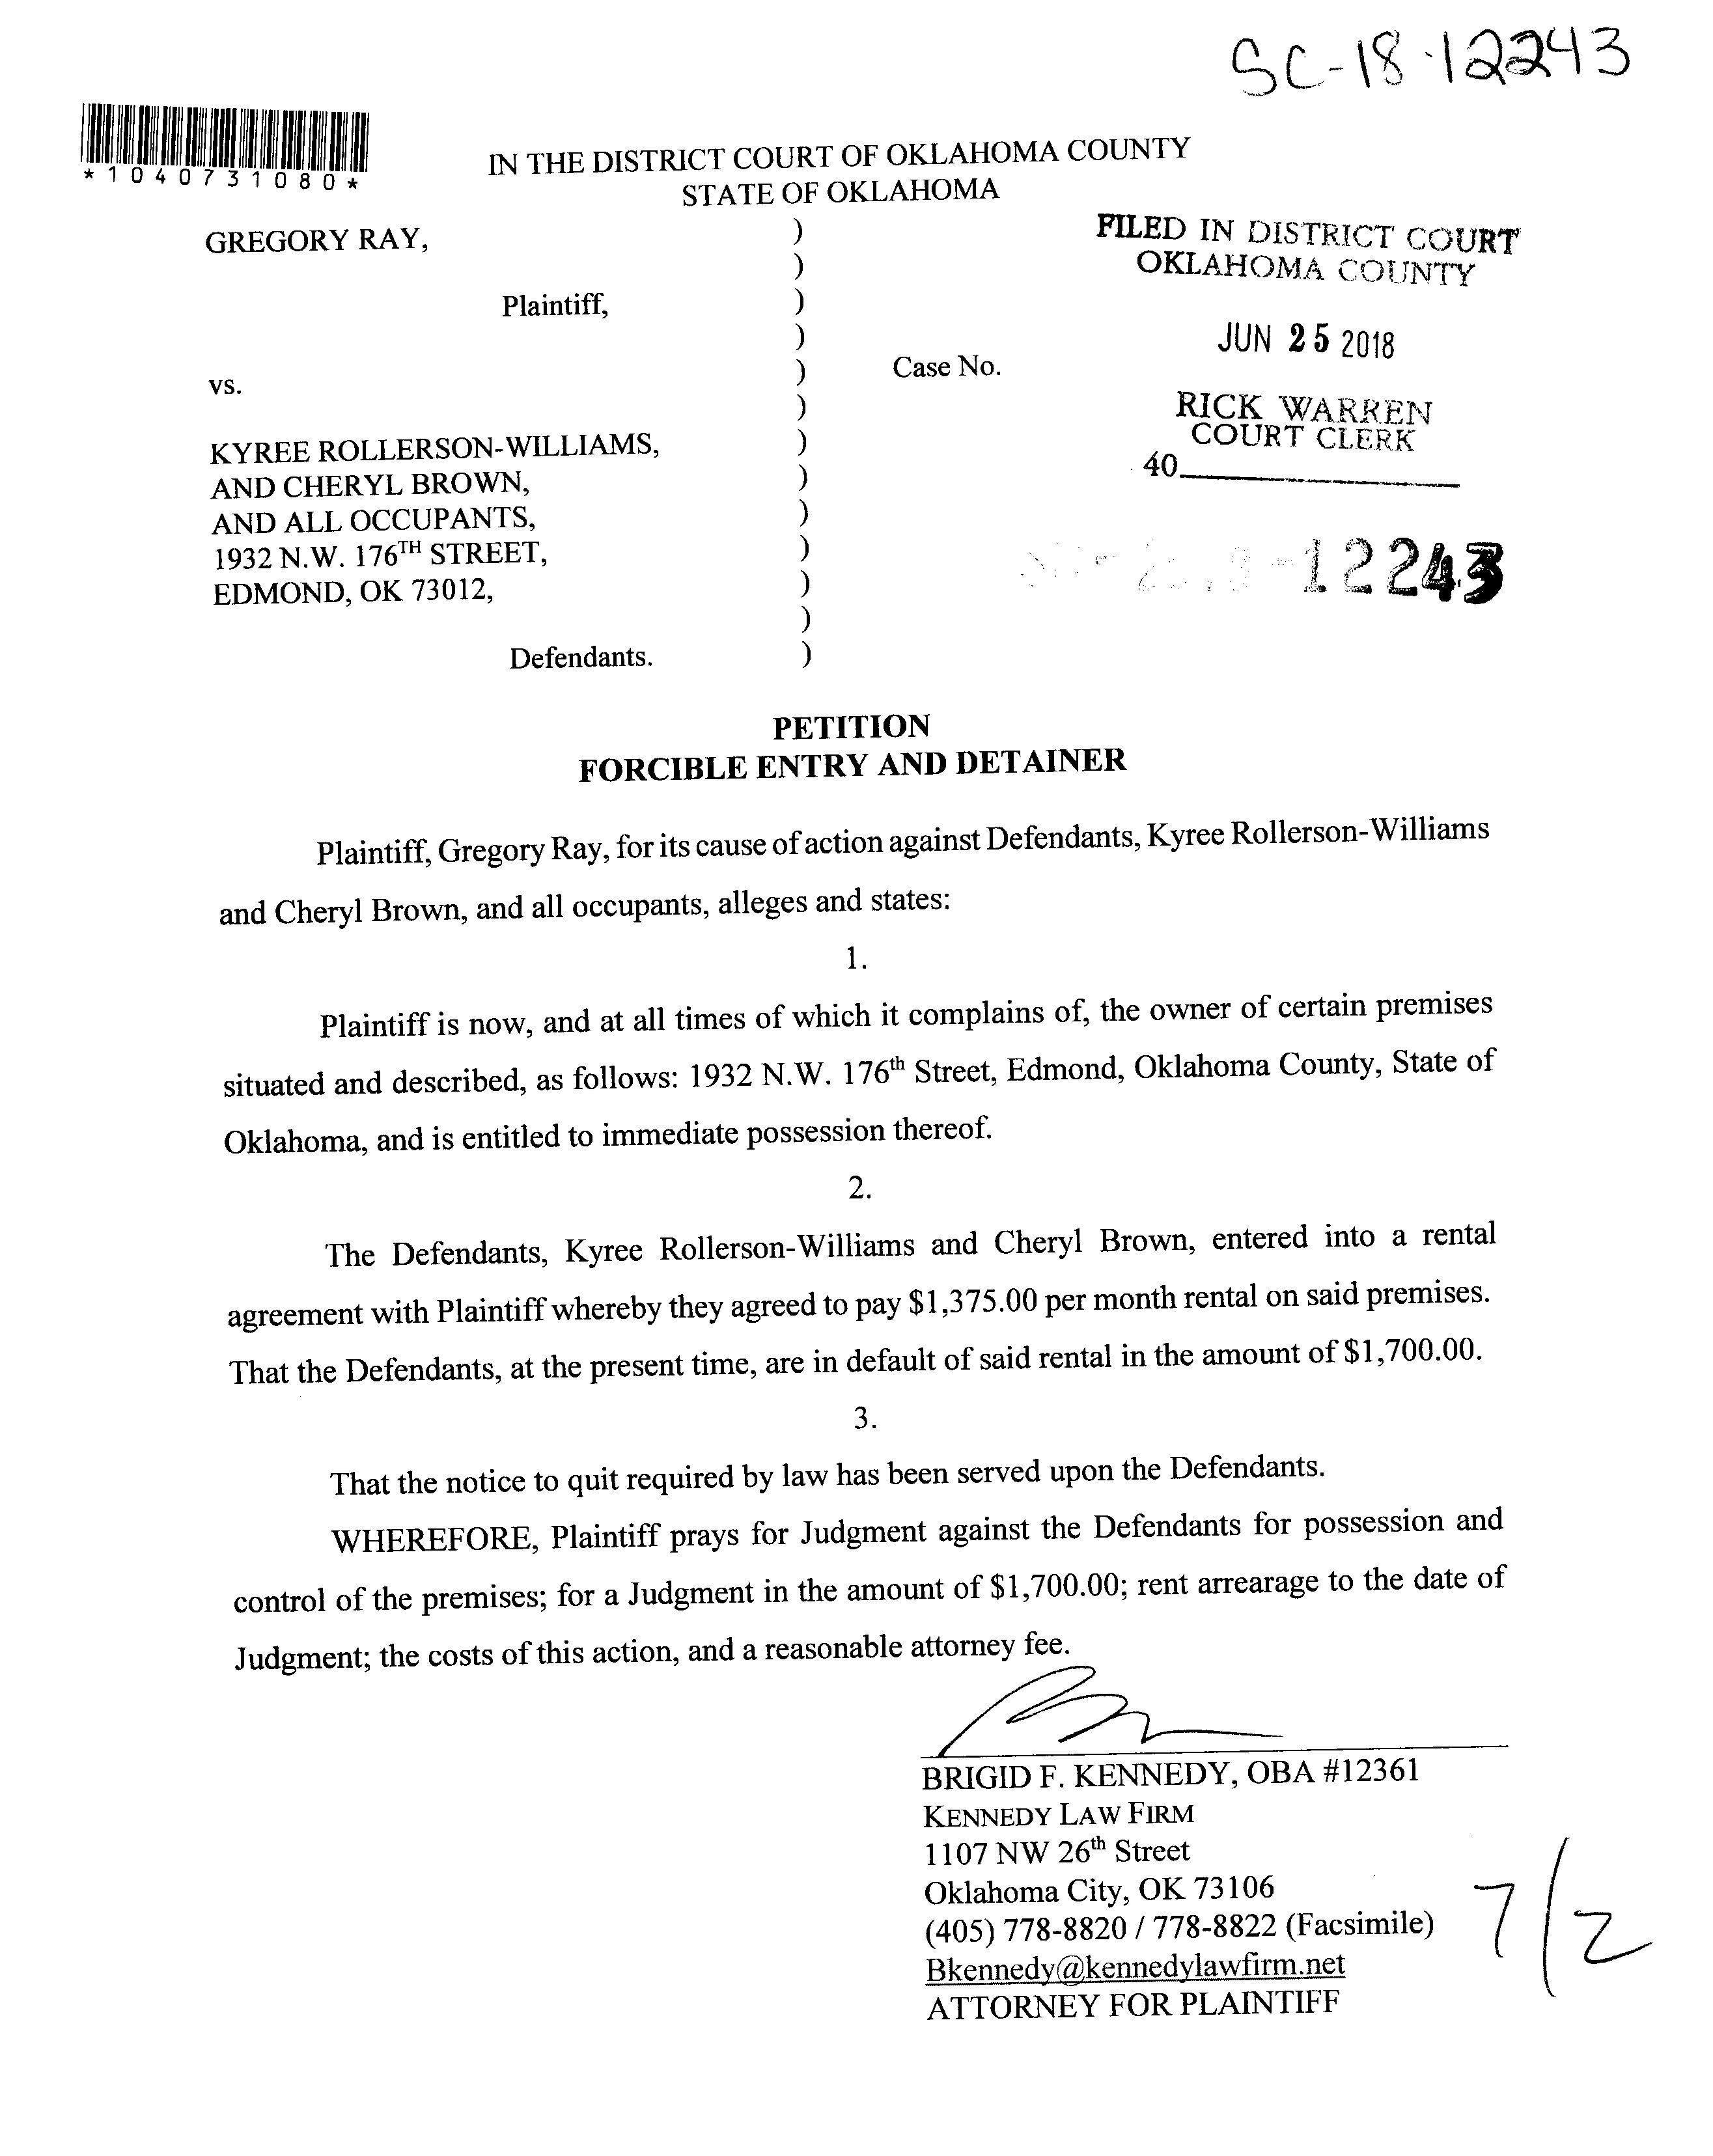 SC-18-12243
*1040731080*
IN THE DISTRICT COURT OF OKLAHOMA COUNTY
STATE OF OKLAHOMA
GREGORY RAY, )
)
Plaintiff, )
)
vs. ) Case No.
)
KYREE ROLLERSON-WILLIAMS, )
AND CHERYL BROWN, )
AND ALL OCCUPANTS, )
1932 N.W. 176TH STREET, )
EDMOND, OK 73012, )
)
Defendants. )
FILED IN DISTRICT COURT
OKLAHOMA COUNTY
JUN 25 2018
RICK WARREN
COURT CLERK
40
-12243
PETITION
FORCIBLE ENTRY AND DETAINER
Plaintiff, Gregory Ray, for its cause of action against Defendants, Kyree Rollerson-Williams
and Cheryl Brown, and all occupants, alleges and states:
1.
Plaintiff is now, and at all times of which it complains of, the owner of certain premises
situated and described, as follows: 1932 N.W. 176th Street, Edmond, Oklahoma County, State of
Oklahoma, and is entitled to immediate possession thereof.
2.
The Defendants, Kyree Rollerson-Williams and Cheryl Brown, entered into a rental
agreement with Plaintiff whereby they agreed to pay $1,375.00 per month rental on said premises.
That the Defendants, at the present time, are in default of said rental in the amount of $1,700.00.
3.
That the notice to quit required by law has been served upon the Defendants.
WHEREFORE, Plaintiff prays for Judgment against the Defendants for possession and
control of the premises; for a Judgment in the amount of $1,700.00; rent arrearage to the date of
Judgment; the costs of this action, and a reasonable attorney fee.
BRIGID F. KENNEDY, OBA #12361
KENNEDY LAW FIRM
1107 NW 26th Street
Oklahoma City, OK 73106
(405) 778-8820 / 778-8822 (Facsimile)
Bkennedy@kennedylawfirm.net
ATTORNEY FOR PLAINTIFF
7/2